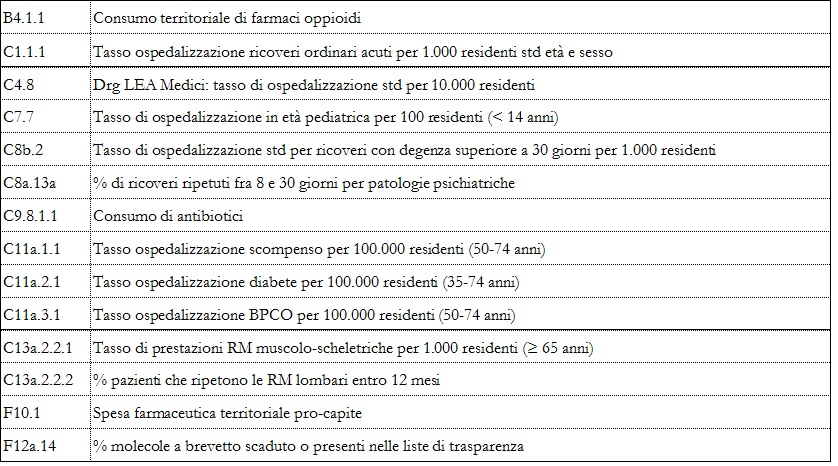 B4.1.1 Consumo territoriale di farmaci oppioidi
C1.1.1 Tasso ospedalizzazione ricoveri ordinari acuti per 1.000 residenti std età e sesso
C4.8 Drg LEA Medici: tasso di ospedalizzazione std per 10.000 residenti
C7.7 Tasso di ospedalizzazione in età pediatrica per 100 residenti (< 14 anni)
C8b.2 Tasso di ospedalizzazione std per ricoveri con degenza superiore a 30 giorni per 1.000 residenti
C8a.13a % di ricoveri ripetuti fra 8 e 30 giorni per patologie psichiatriche
C9.8.1.1 Consumo di antibiotici
C11a.1.1 Tasso ospedalizzazione scompenso per 100.000 residenti (50-74 anni)
C11a.2.1 Tasso ospedalizzazione diabete per 100.000 residenti (35-74 anni)
C11a.3.1 Tasso ospedalizzazione BPCO per 100.000 residenti (50-74 anni)
C13a.2.2.1 Tasso di prestazioni RM muscolo-scheletriche per 1.000 residenti (≥ 65 anni)
C13a.2.2.2 % pazienti che ripetono le RM lombari entro 12 mesi
F10.1 Spesa farmaceutica territoriale pro-capite
F12a.14 % molecole a brevetto scaduto o presenti nelle liste di trasparenza